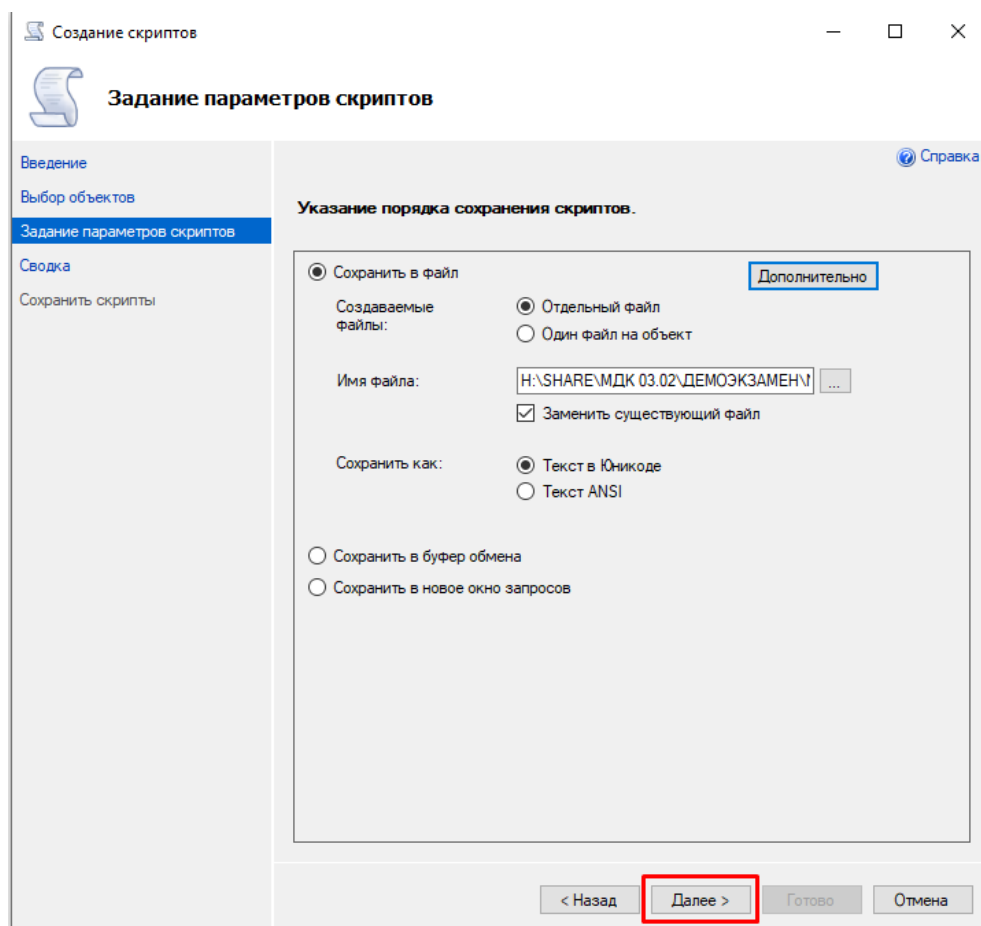 Создание скриптов
Задание параметров скриптов
Введение
Выбор объектов
Задание параметров скриптов
Сводка
Сохранить скрипты
Справка
Указание порядка сохранения скриптов.
Сохранить в файл
Дополнительно
Создаваемые
файлы:
Отдельный файл
Один файл на объект
Имя файла:
H:\SHARE\МДК 03.02\ДЕМОЭКЗАМЕН\
...
Заменить существующий файл
Сохранить как:
Текст в Юникоде
Текст ANSI
Сохранить в буфер обмена
Сохранить в новое окно запросов
< Назад
Далее >
Готово
Отмена